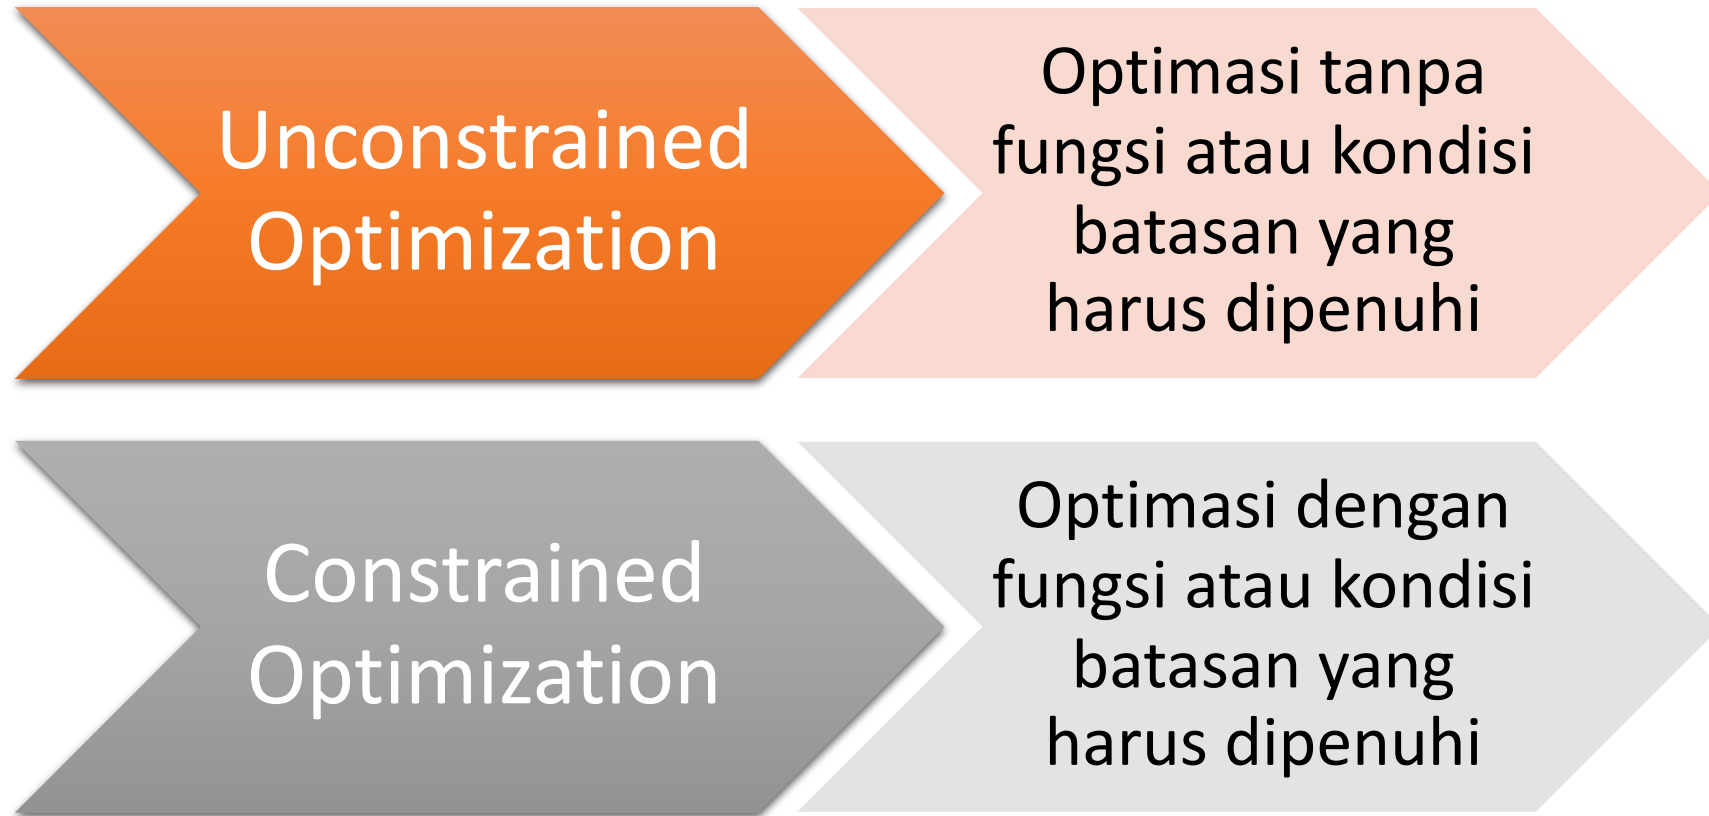 Unconstrained
Optimization
Optimasi tanpa
fungsi atau kondisi
batasan yang
harus dipenuhi
Constrained
Optimization
Optimasi dengan
fungsi atau kondisi
batasan yang
harus dipenuhi